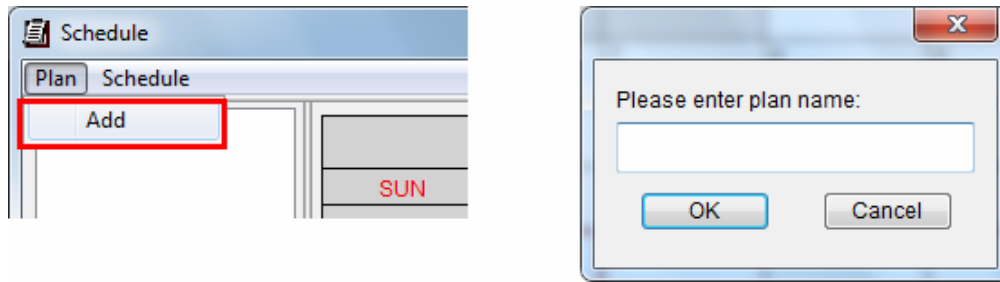 Schedule
Plan Schedule
Add
SUN
X
Please enter plan name:
OK Cancel